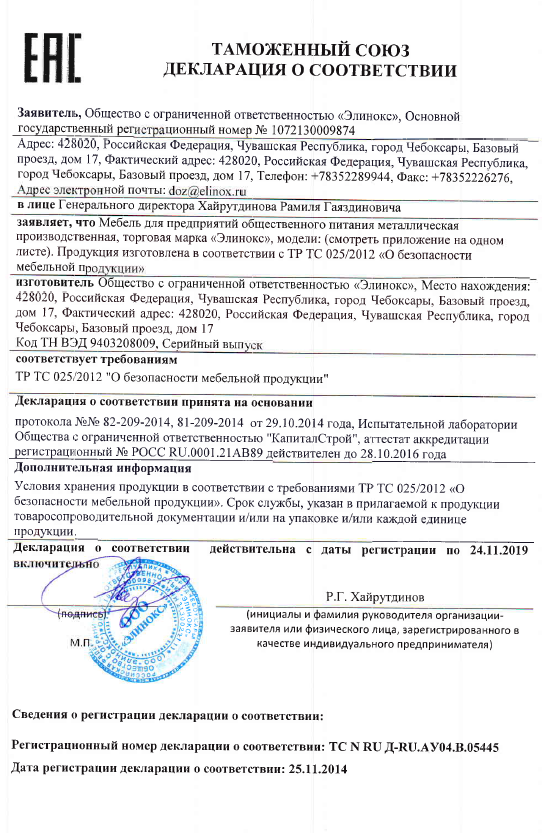 EAC
ТАМОЖЕННЫЙ СОЮЗ
ДЕКЛАРАЦИЯ О СООТВЕТСТВИИ
Заявитель, Общество с ограниченной ответственностью «Элинокс», Основной
государственный регистрационный номер № 1072130009874
Адрес: 428020, Российская Федерация, Чувашская Республика, город Чебоксары, Базовый
проезд, дом 17, Фактический адрес: 428020, Российская Федерация, Чувашская Республика,
город Чебоксары, Базовый проезд, дом 17, Телефон: +78352289944, Факс: +78352226276,
Адрес электронной почты: doz@elinox.ru
в лице Генерального директора Хайрутдинова Рамиля Гаяздиновича
заявляет, что Мебель для предприятий общественного питания металлическая
производственная, торговая марка «Элинокс», модели: (смотреть приложение на одном
листе). Продукция изготовлена в соответствии с ТР ТС 025/2012 «О безопасности
мебельной продукции»
изготовитель Общество с ограниченной ответственностью «Элинокс», Место нахождения:
428020, Российская Федерация, Чувашская Республика, город Чебоксары, Базовый проезд,
дом 17, Фактический адрес: 428020, Российская Федерация, Чувашская Республика, город
Чебоксары, Базовый проезд, дом 17
Код ТН ВЭД 9403208009, Серийный выпуск
соответствует требованиям
ТР ТС 025/2012 "О безопасности мебельной продукции"
Декларация о соответствии принята на основании
протокола №№ 82-209-2014, 81-209-2014 от 29.10.2014 года, Испытательной лаборатории
Общества с ограниченной ответственностью "КапиталСтрой", аттестат аккредитации
регистрационный № РОСС RU.0001.21АВ89 действителен до 28.10.2016 года
Дополнительная информация
Условия хранения продукции в соответствии с требованиями ТР ТС 025/2012 «О
безопасности мебельной продукции». Срок службы, указан в прилагаемой к продукции
товаросопроводительной документации и/или на упаковке и/или каждой единице
продукции.
Декларация о соответствии действительна с даты регистрации по 24.11.2019
включительно
Р.Г. Хайрутдинов
(подпись)
(инициалы и фамилия руководителя организации-
заявителя или физического лица, зарегистрированного в
качестве индивидуального предпринимателя)
М.П.
ООО
«ЭЛИНОКС»
Сведения о регистрации декларации о соответствии:
Регистрационный номер декларации о соответствии: ТС N RU Д-RU.АУ04.В.05445
Дата регистрации декларации о соответствии: 25.11.2014